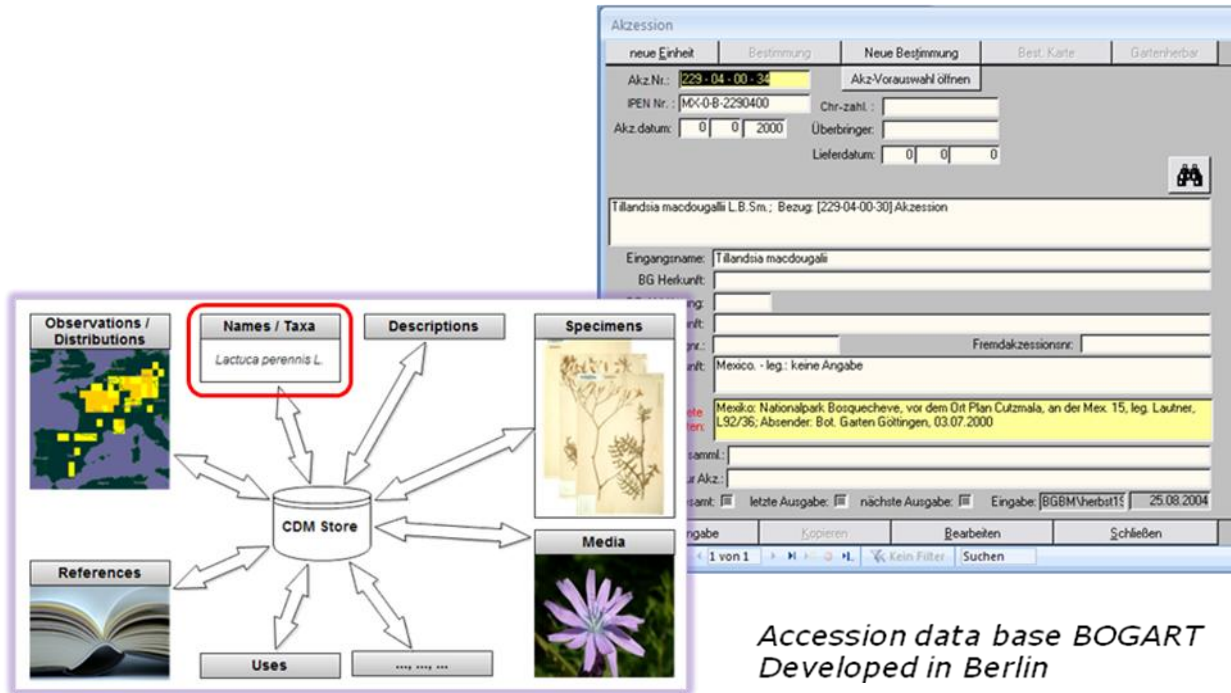 Akzession
neue Einheit
Bestimmung
Neue Bestimmung
Best. Karte
Gartenherbar
Akz.Nr.: 229 - 04 - 00 - 34
Akz-Vorauswahl öffnen
IPEN Nr. : MX-0-B-2290400
Chr-zahl. :
Akz.datum: 0 0 2000
Überbringer:
Lieferdatum: 0 0 0
Tillandsia macdougallii L.B.Sm.; Bezug: [229-04-00-30] Akzession
Eingangsname: Tillandsia macdougalii
BG Herkunft:
Fremdakzessionsnr:
Mexico. - leg.: keine Angabe
Mexiko: Nationalpark Bosquecheve, vor dem Ort Plan Cutzmala, an der Mex.
15, leg. Lautner,
L92/36; Absender: Bot. Garten Göttingen, 03.07.2000
letzte Ausgabe:
nächste Ausgabe:
Eingabe: BGBM\herbst19 25.08.2004
Kopieren
Bearbeiten
Schließen
1 von 1
Kein Filter
Suchen
Observations /
Distributions
Names / Taxa
Lactuca perennis L.
Descriptions
Specimens
CDM Store
References
Media
Uses
..., ..., ...
Accession data base BOGART
Developed in Berlin